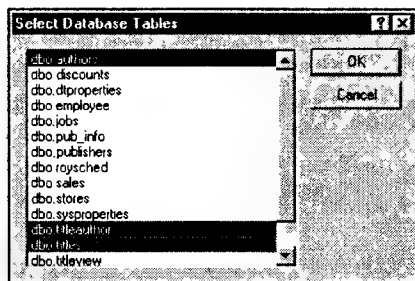 Select Database Tables
dbo.authors
dbo.discounts
dbo.dtproperties
dbo.employee
dbo.jobs
dbo.pub_info
dbo.publishers
dbo.roysched
dbo.sales
dbo.stores
dbo.sysproperties
dbo.titleauthor
dbo.titles
dbo.titleview
OK
Cancel